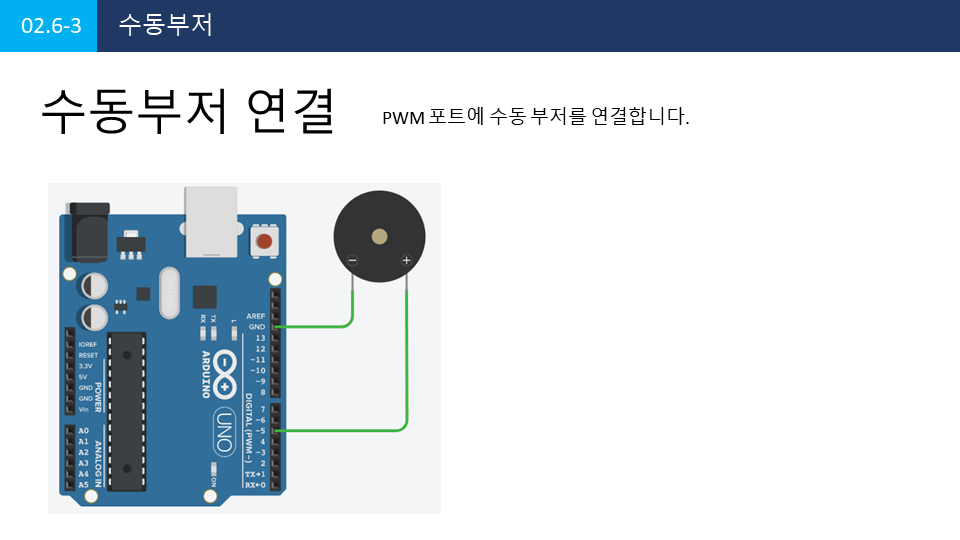 02.6-3 수동부저
수동부저 연결
PWM 포트에 수동 부저를 연결합니다.
− +
AREF
GND
13
12
~11
~10
~9
8
7
~6
~5
4
~3
2
TX→1
RX←0
DIGITAL (PWM~)
RX TX L
ARDUINO
UNO
ON
IOREF
RESET
3.3V
5V
GND
GND
Vin
POWER
A0
A1
A2
A3
A4
A5
ANALOG IN